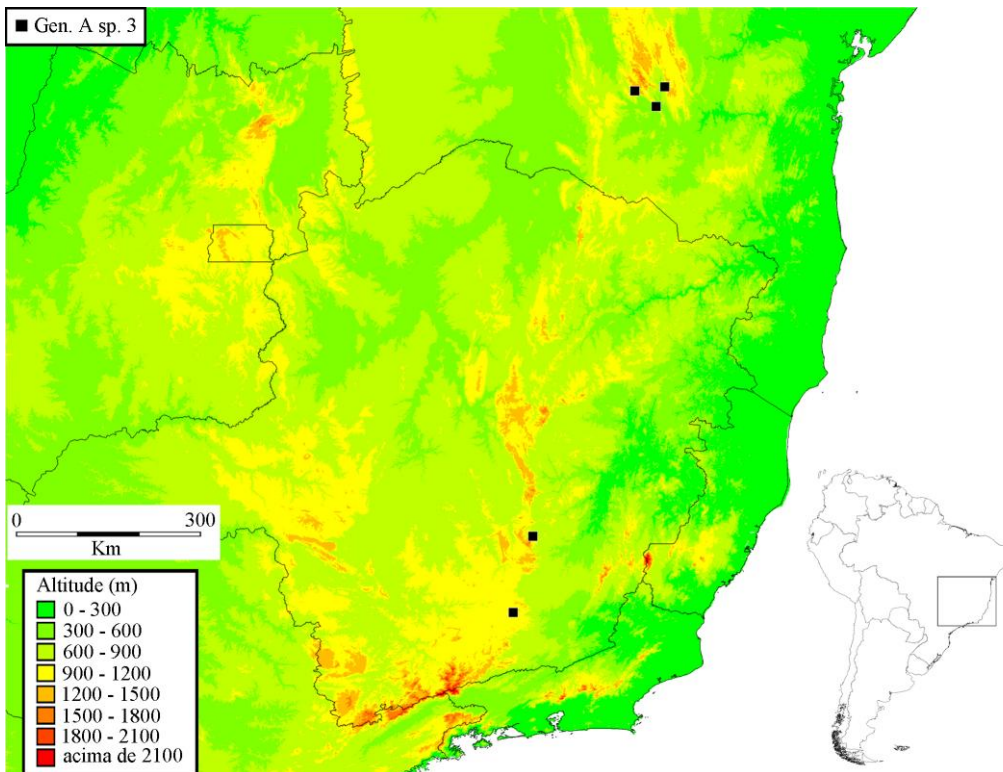 Gen. A sp. 3
0 300
Km
Altitude (m)
0 - 300
300 - 600
600 - 900
900 - 1200
1200 - 1500
1500 - 1800
1800 - 2100
acima de 2100